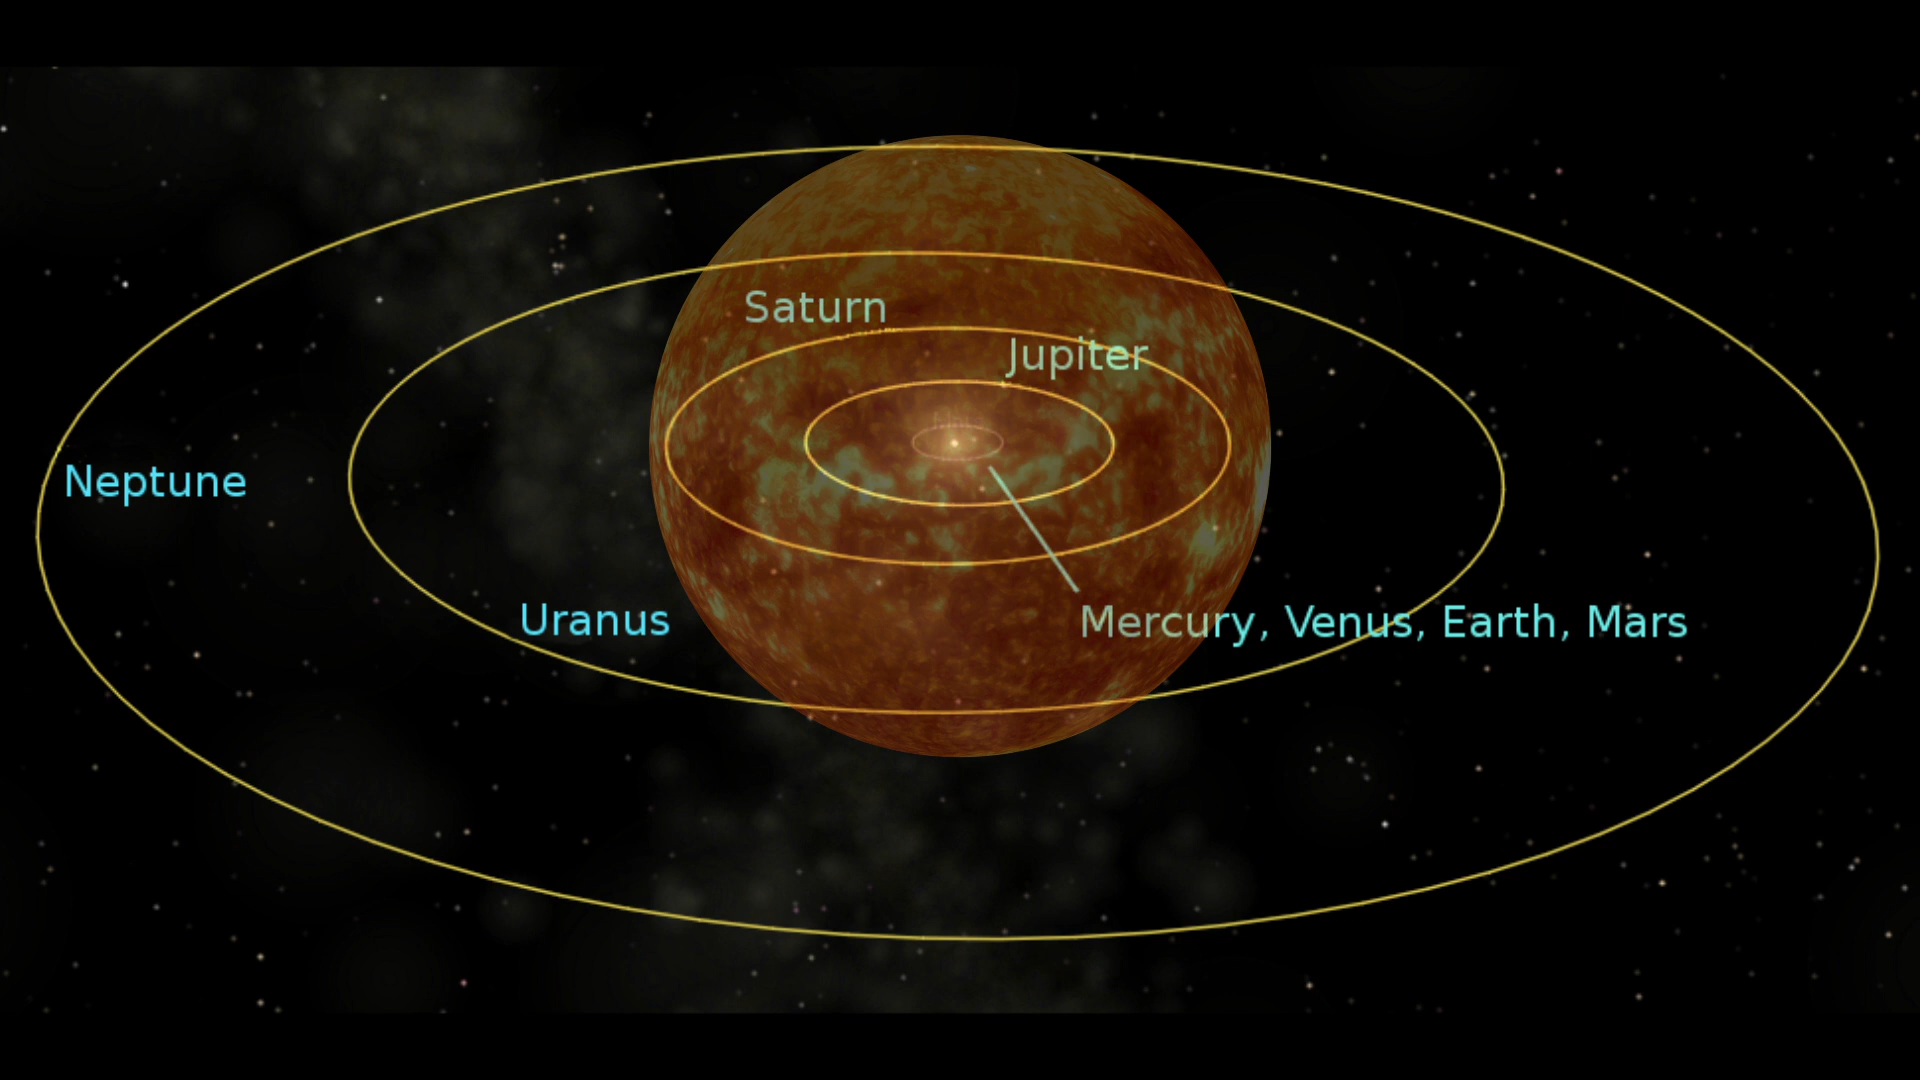 Saturn
Jupiter
Neptune
Uranus
Mercury, Venus, Earth, Mars